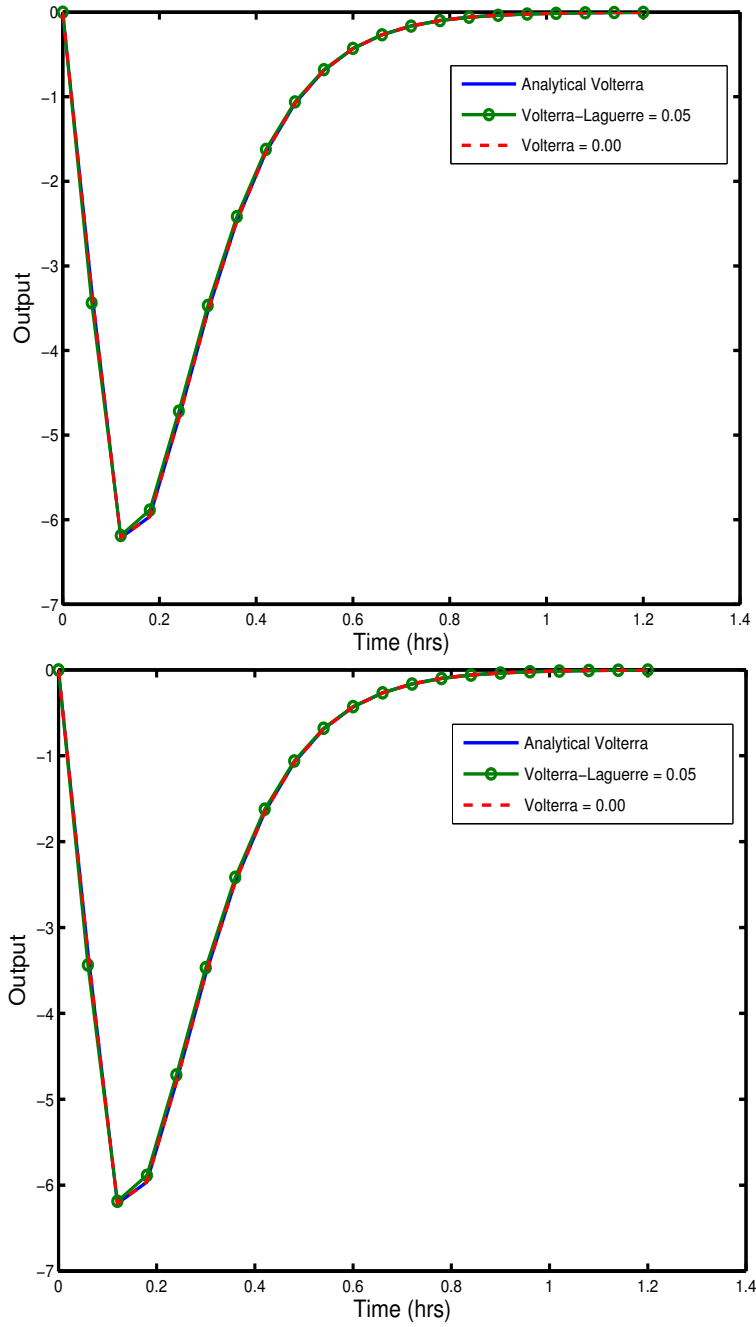 0
−1
−2
−3
−4
−5
−6
−7
Output
Analytical Volterra
Volterra−Laguerre = 0.05
Volterra = 0.00
0 0.2 0.4 0.6 0.8 1 1.2 1.4
Time (hrs)
0
−1
−2
−3
−4
−5
−6
−7
Output
Analytical Volterra
Volterra−Laguerre = 0.05
Volterra = 0.00
0 0.2 0.4 0.6 0.8 1 1.2 1.4
Time (hrs)